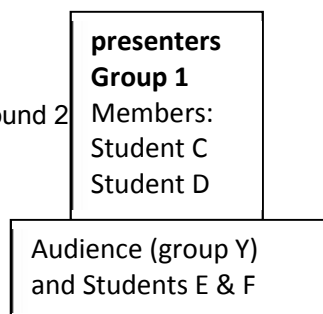 presenters
Group 1
ound 2
Members:
Student C
Student D
Audience (group Y)
and Students E & F